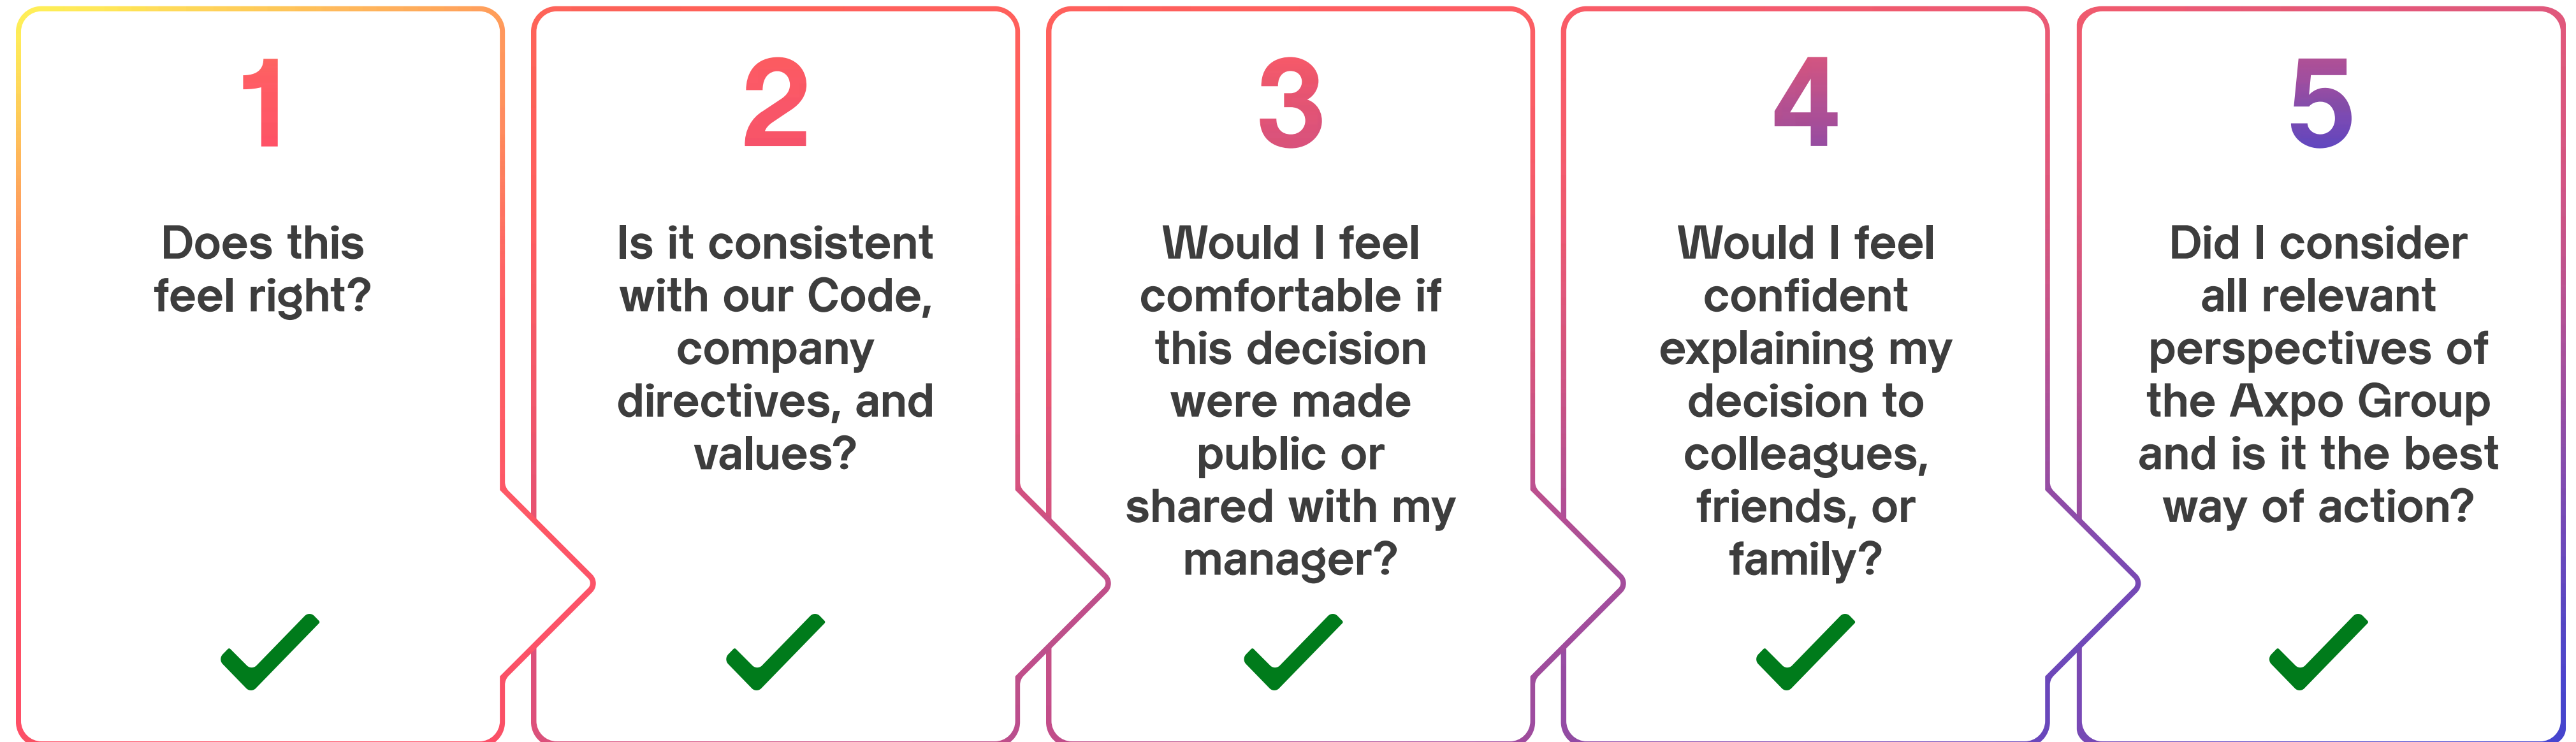 1
Does this
feel right?
2
Is it consistent
with our Code,
company
directives, and
values?
3
Would I feel
comfortable if
this decision
were made
public or
shared with my
manager?
4
Would I feel
confident
explaining my
decision to
colleagues,
friends, or
family?
5
Did I consider
all relevant
perspectives of
the Axpo Group
and is it the best
way of action?